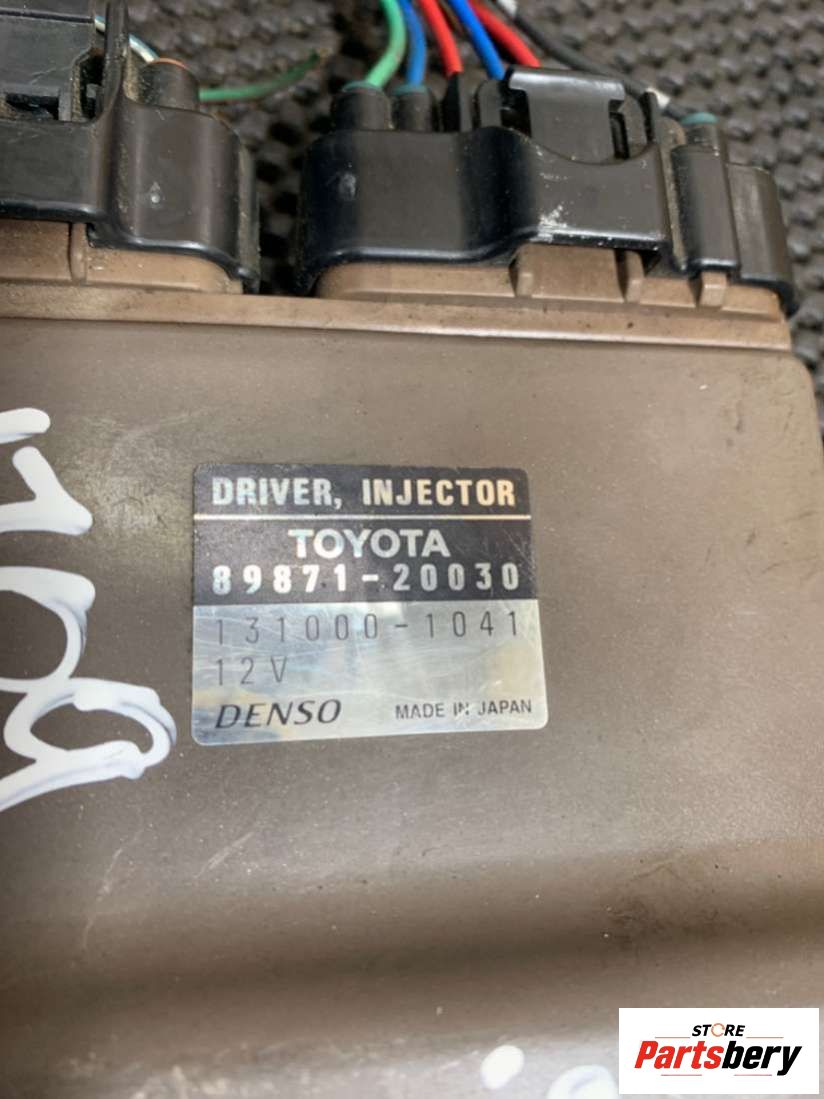 DRIVER, INJECTOR
TOYOTA
89871-20030
131000-1041
12V
DENSO MADE IN JAPAN
STORE
Partsbery